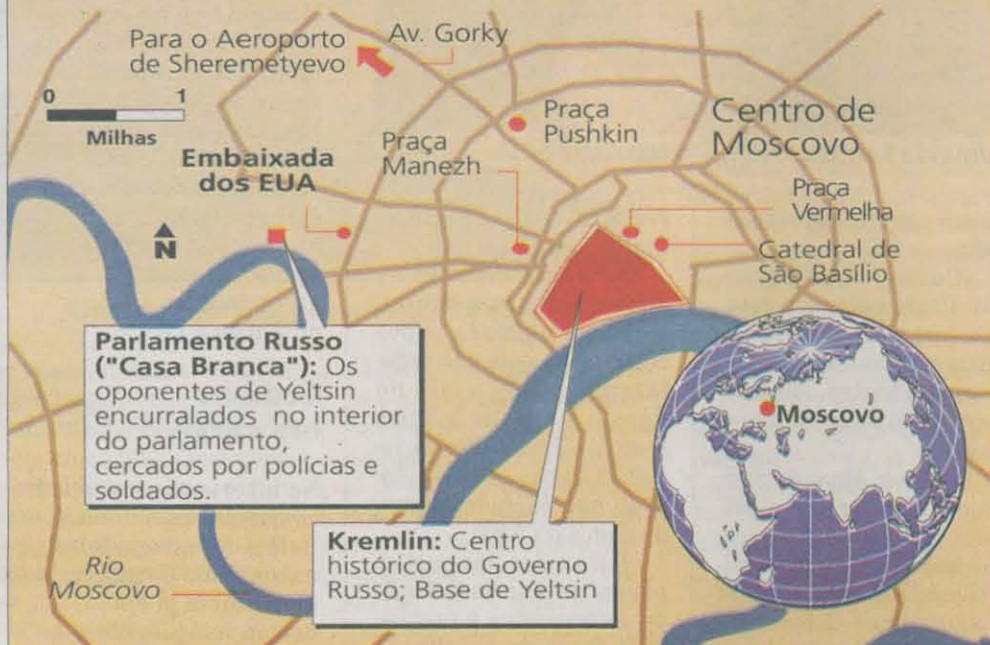 Para o Aeroporto
de Sheremetyevo
Av. Gorky
0 1
Milhas
Praça
Pushkin
Centro de
Moscovo
Praça
Manezh
Embaixada
dos EUA
Praça
Vermelha
Catedral de
São Basílio
N
Parlamento Russo
("Casa Branca"): Os
oponentes de Yeltsin
encurralados no interior
do parlamento,
cercados por polícias e
soldados.
Moscovo
Kremlin: Centro
histórico do Governo
Russo; Base de Yeltsin
Rio
Moscovo